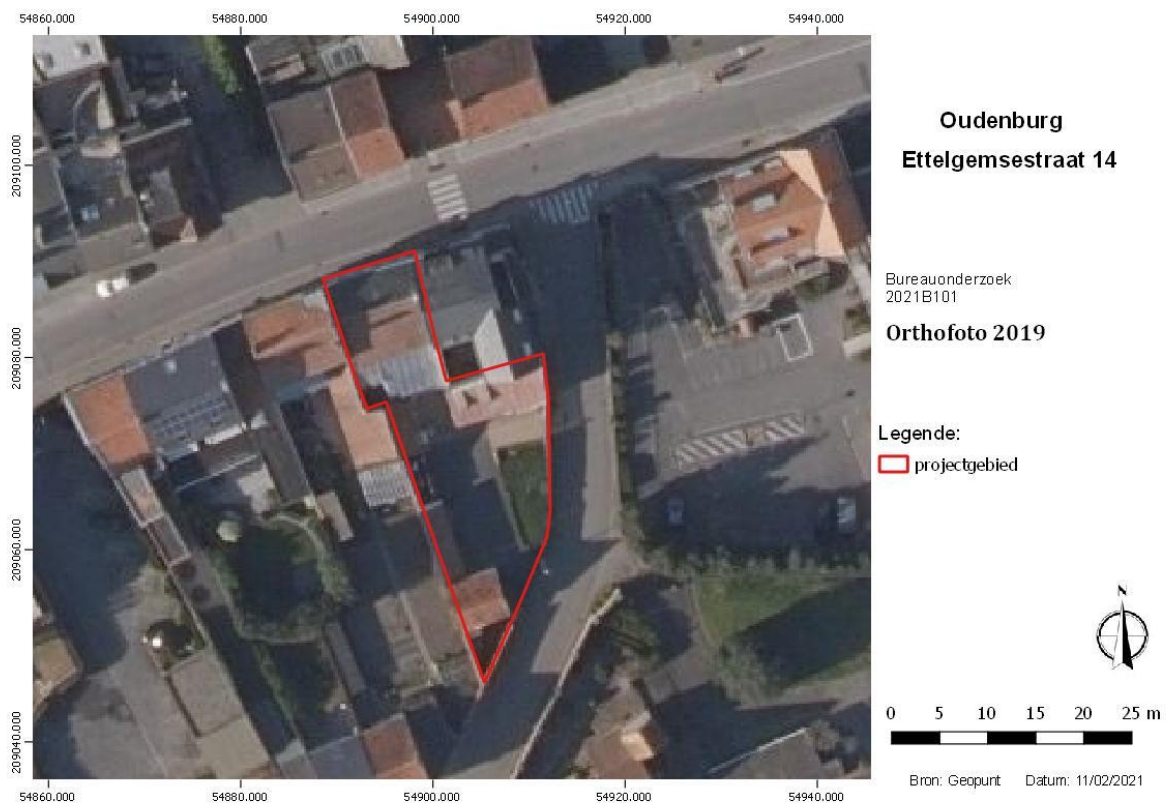 54860.000 54880.000 54900.000 54920.000 54940.000
209100.000
209080.000
209060.000
209040.000
Oudenburg
Ettelgemsestraat 14
Bureauonderzoek
2021B101
Orthofoto 2019
Legende:
projectgebied
N
0 5 10 15 20 25 m
Bron: Geopunt Datum: 11/02/2021
54860.000 54880.000 54900.000 54920.000 54940.000